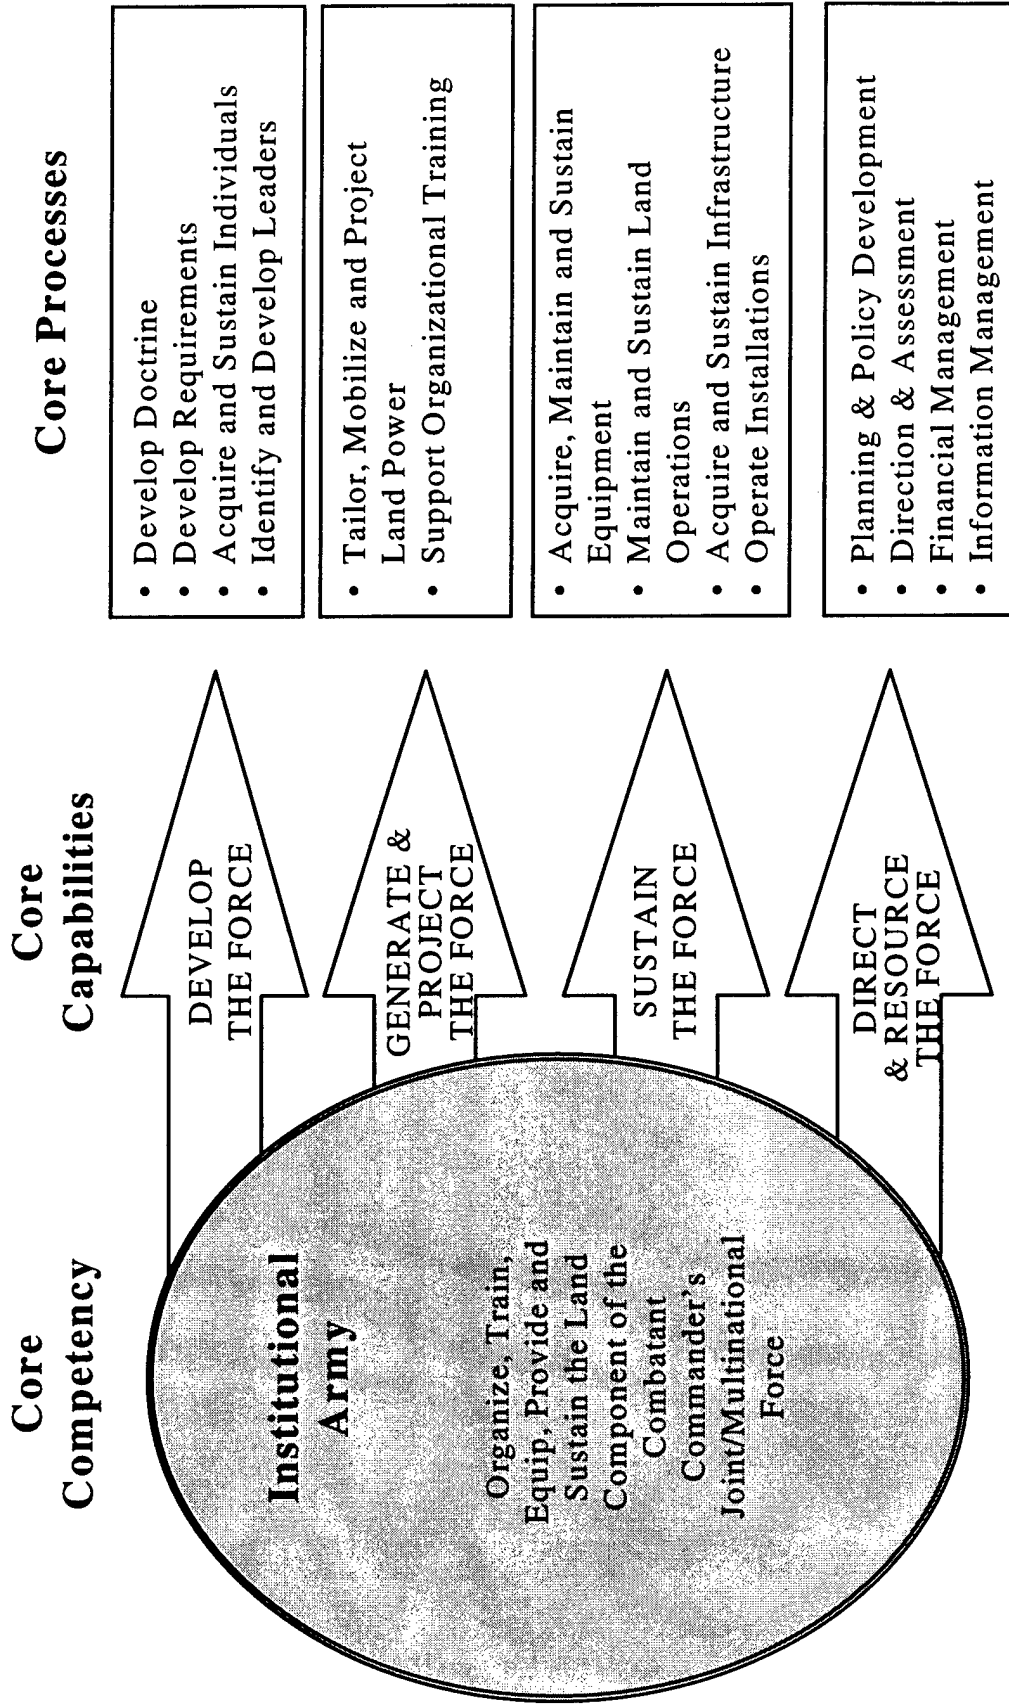 Core
Competency
Core
Capabilities
Core Processes
Institutional
Army
Organize, Train,
Equip, Provide and
Sustain the Land
Component of the
Combatant
Commander's
Joint/Multinational
Force
DEVELOP
THE FORCE
• Develop Doctrine
• Develop Requirements
• Acquire and Sustain Individuals
• Identify and Develop Leaders
GENERATE &
PROJECT
THE FORCE
• Tailor, Mobilize and Project
Land Power
• Support Organizational Training
SUSTAIN
THE FORCE
• Acquire, Maintain and Sustain
Equipment
• Maintain and Sustain Land
Operations
• Acquire and Sustain Infrastructure
• Operate Installations
DIRECT
& RESOURCE
THE FORCE
• Planning & Policy Development
• Direction & Assessment
• Financial Management
• Information Management